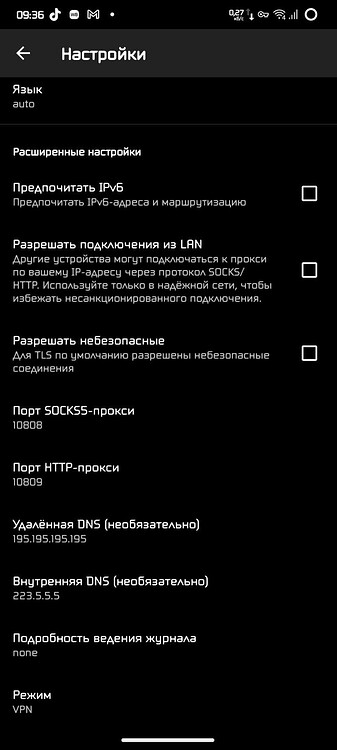 09:36
0,27
кб/с
Настройки
Язык
auto
Расширенные настройки
Предпочитать IPv6
Предпочитать IPv6-адреса и маршрутизацию
Разрешать подключения из LAN
Другие устройства могут подключаться к прокси
по вашему IP-адресу через протокол SOCKS/
HTTP. Используйте только в надёжной сети, чтобы
избежать несанкционированного подключения.
Разрешать небезопасные
Для TLS по умолчанию разрешены небезопасные
соединения
Порт SOCKS5-прокси
10808
Порт HTTP-прокси
10809
Удалённая DNS (необязательно)
195.195.195.195
Внутренняя DNS (необязательно)
223.5.5.5
Подробность ведения журнала
none
Режим
VPN